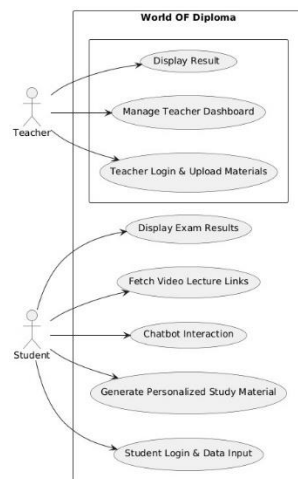 World OF Diploma
Display Result
Manage Teacher Dashboard
Teacher
Teacher Login & Upload Materials
Display Exam Results
Fetch Video Lecture Links
Chatbot Interaction
Student
Generate Personalized Study Material
Student Login & Data Input